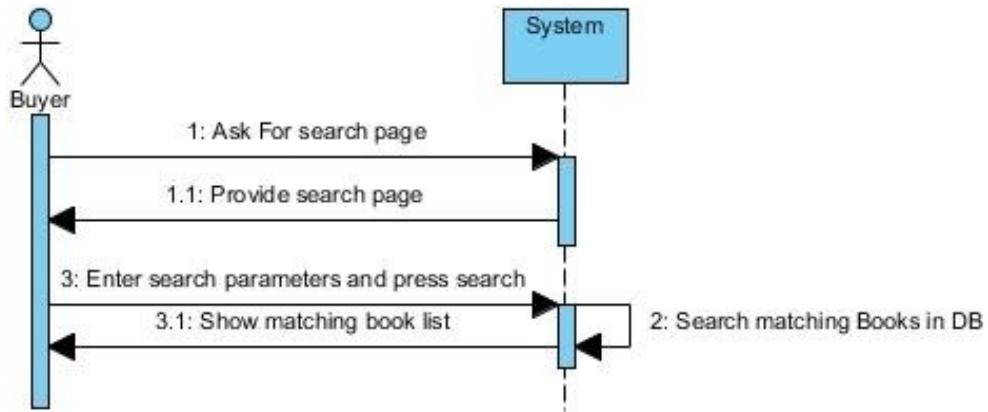 System
Buyer
1: Ask For search page
1.1: Provide search page
3: Enter search parameters and press search
3.1: Show matching book list
2: Search matching Books in DB